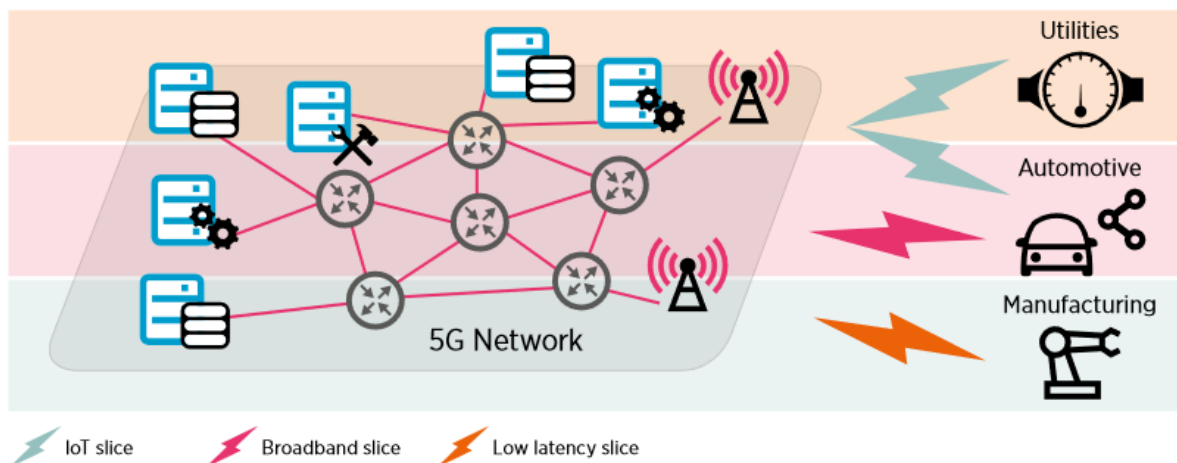 Utilities
Automotive
Manufacturing
5G Network
IoT slice
Broadband slice
Low latency slice